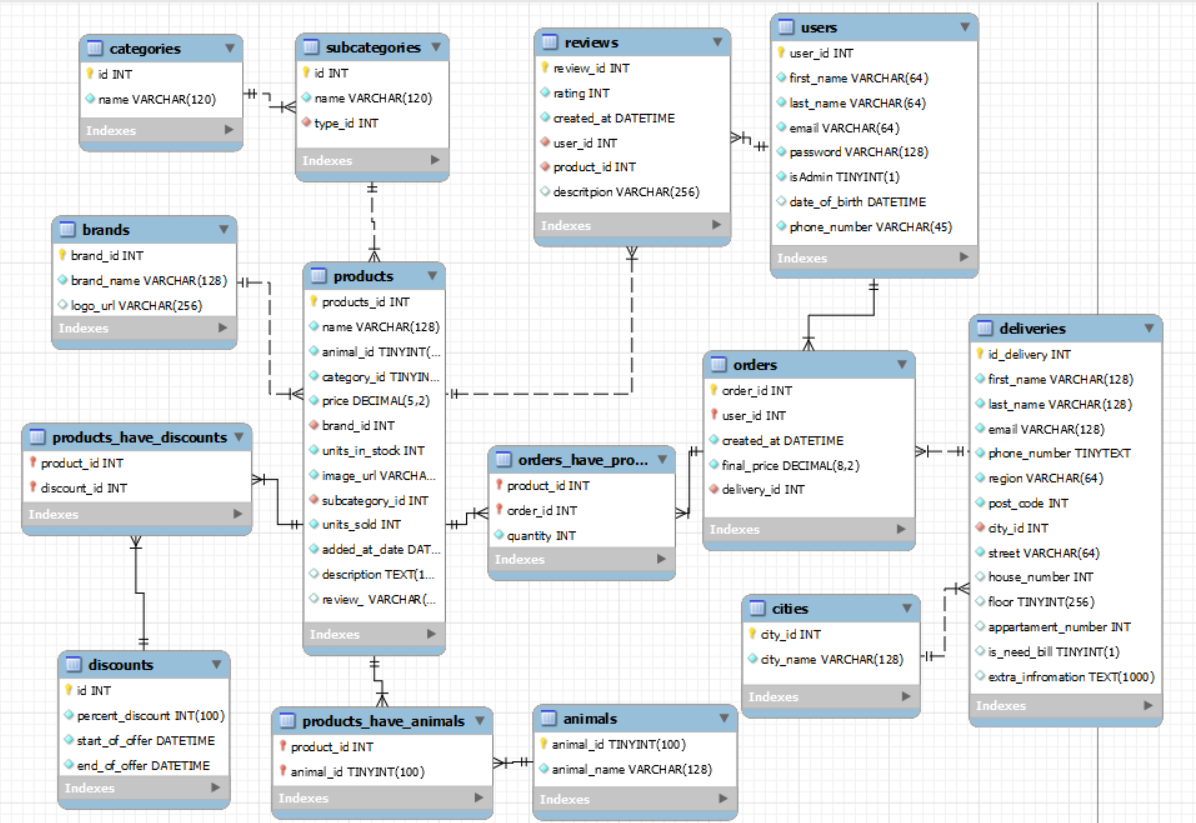 categories
id INT
name VARCHAR(120)
Indexes
subcategories
id INT
name VARCHAR(120)
type_id INT
Indexes
reviews
review_id INT
rating INT
created_at DATETIME
user_id INT
product_id INT
descritpion VARCHAR(256)
Indexes
users
user_id INT
first_name VARCHAR(64)
last_name VARCHAR(64)
email VARCHAR(64)
password VARCHAR(128)
isAdmin TINYINT(1)
date_of_birth DATETIME
phone_number VARCHAR(45)
Indexes
brands
brand_id INT
brand_name VARCHAR(128)
logo_url VARCHAR(256)
Indexes
products
products_id INT
name VARCHAR(128)
animal_id TINYINT(...
category_id TINYIN...
price DECIMAL(5,2)
brand_id INT
units_in_stock INT
image_url VARCHA...
subcategory_id INT
units_sold INT
added_at_date DAT...
description TEXT(1...
review_ VARCHAR(...
Indexes
deliveries
id_delivery INT
first_name VARCHAR(128)
last_name VARCHAR(128)
email VARCHAR(128)
phone_number TINYTEXT
region VARCHAR(64)
post_code INT
city_id INT
street VARCHAR(64)
house_number INT
floor TINYINT(256)
appartament_number INT
is_need_bill TINYINT(1)
extra_infromation TEXT(1000)
Indexes
orders
order_id INT
user_id INT
created_at DATETIME
final_price DECIMAL(8,2)
delivery_id INT
Indexes
products_have_discounts
product_id INT
discount_id INT
Indexes
orders_have_pro...
product_id INT
order_id INT
quantity INT
Indexes
cities
city_id INT
city_name VARCHAR(128)
Indexes
discounts
id INT
percent_discount INT(100)
start_of_offer DATETIME
end_of_offer DATETIME
Indexes
products_have_animals
product_id INT
animal_id TINYINT(100)
Indexes
animals
animal_id TINYINT(100)
animal_name VARCHAR(128)
Indexes